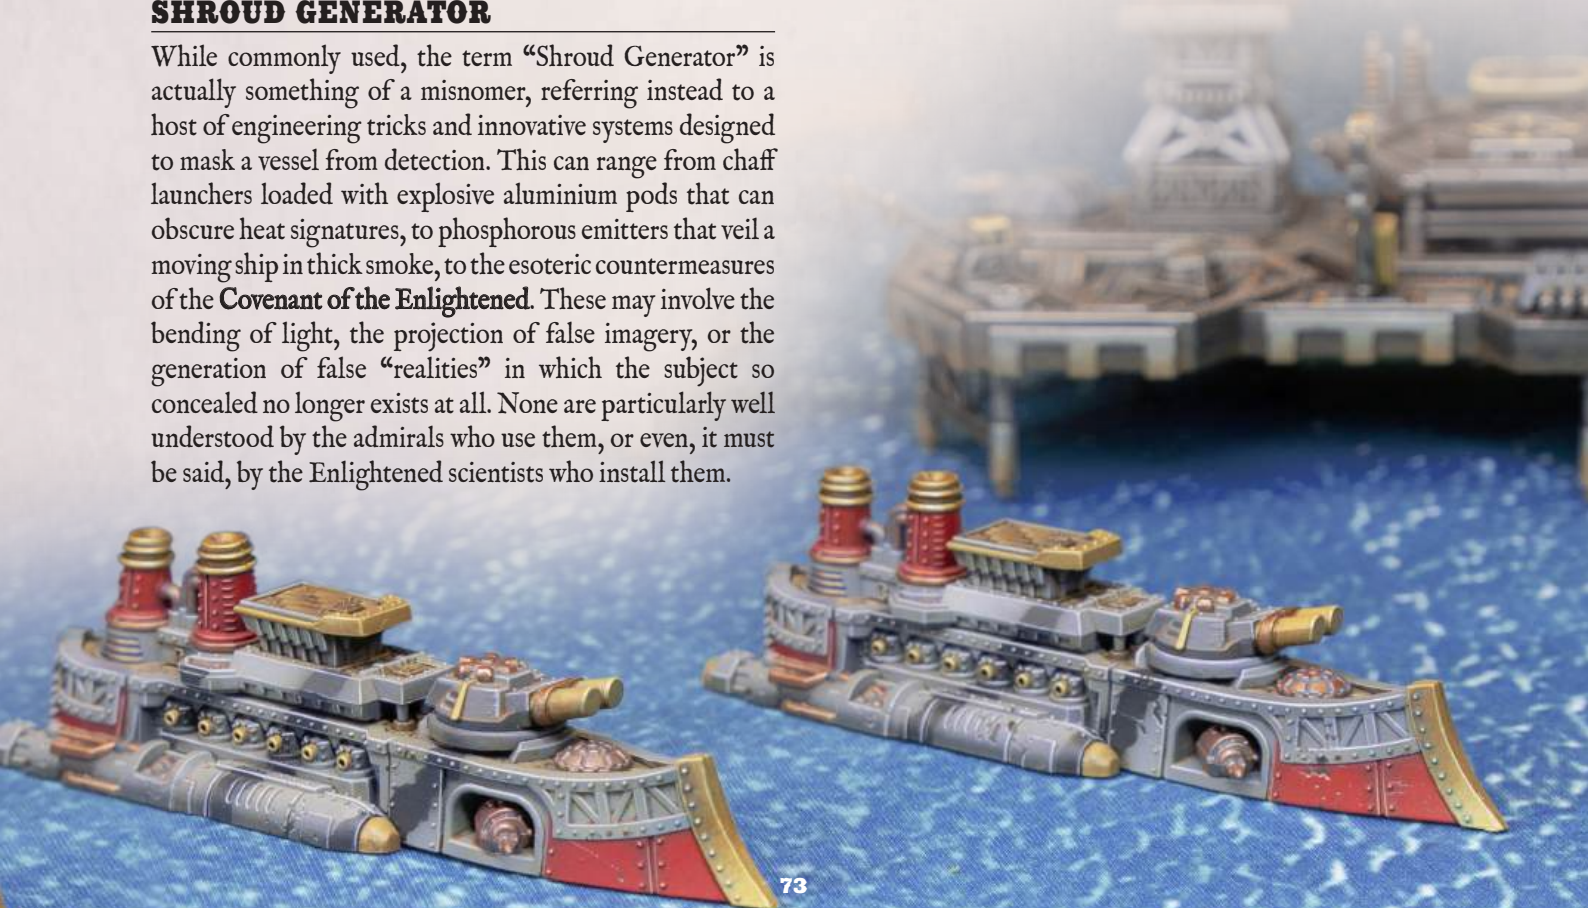 SHROUD GENERATOR
While commonly used, the term “Shroud Generator” is
actually something of a misnomer, referring instead to a
host of engineering tricks and innovative systems designed
to mask a vessel from detection. This can range from chaff
launchers loaded with explosive aluminium pods that can
obscure heat signatures, to phosphorous emitters that veil a
moving ship in thick smoke, to the esoteric countermeasures
of the Covenant of the Enlightened. These may involve the
bending of light, the projection of false imagery, or the
generation of false “realities” in which the subject so
concealed no longer exists at all. None are particularly well
understood by the admirals who use them, or even, it must
be said, by the Enlightened scientists who install them.
73